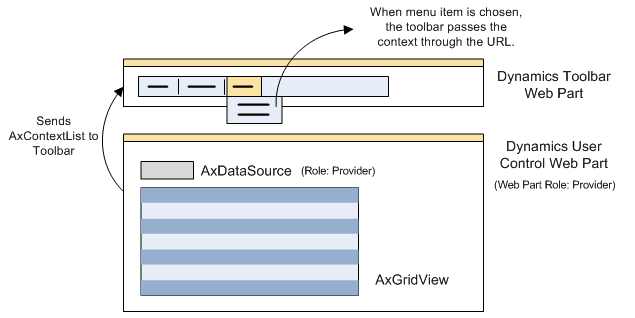 When menu item is chosen,
the toolbar passes the
context through the URL.
Dynamics Toolbar
Web Part
Sends
AxContextList to
Toolbar
Dynamics User
Control Web Part
(Web Part Role: Provider)
AxDataSource (Role: Provider)
AxGridView